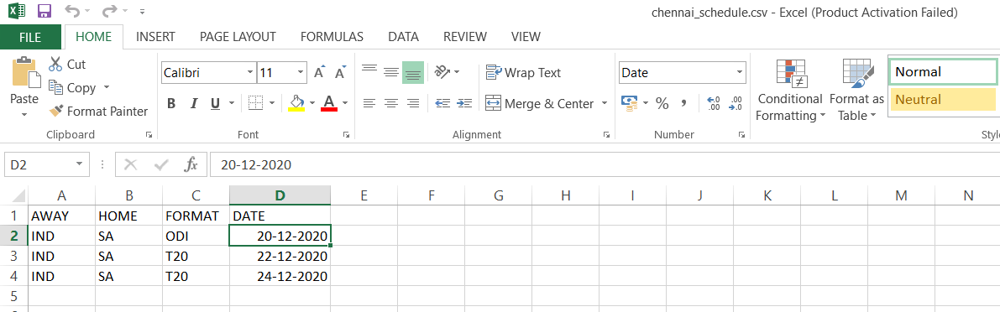 chennai_schedule.csv - Excel (Product Activation Failed)
FILE HOME INSERT PAGE LAYOUT FORMULAS DATA REVIEW VIEW
Paste
Cut
Copy
Format Painter
Clipboard
Calibri 11 A A
B I U A
Font
Wrap Text
Merge & Center
Alignment
Date
% , .0 .00 .00 .0
Number
Conditional Formatting
Format as Table
Normal
Neutral
Style
D2 fx 20-12-2020
A B C D E F G H I J K L M N
1 AWAY HOME FORMAT DATE
2 IND SA ODI 20-12-2020
3 IND SA T20 22-12-2020
4 IND SA T20 24-12-2020
5